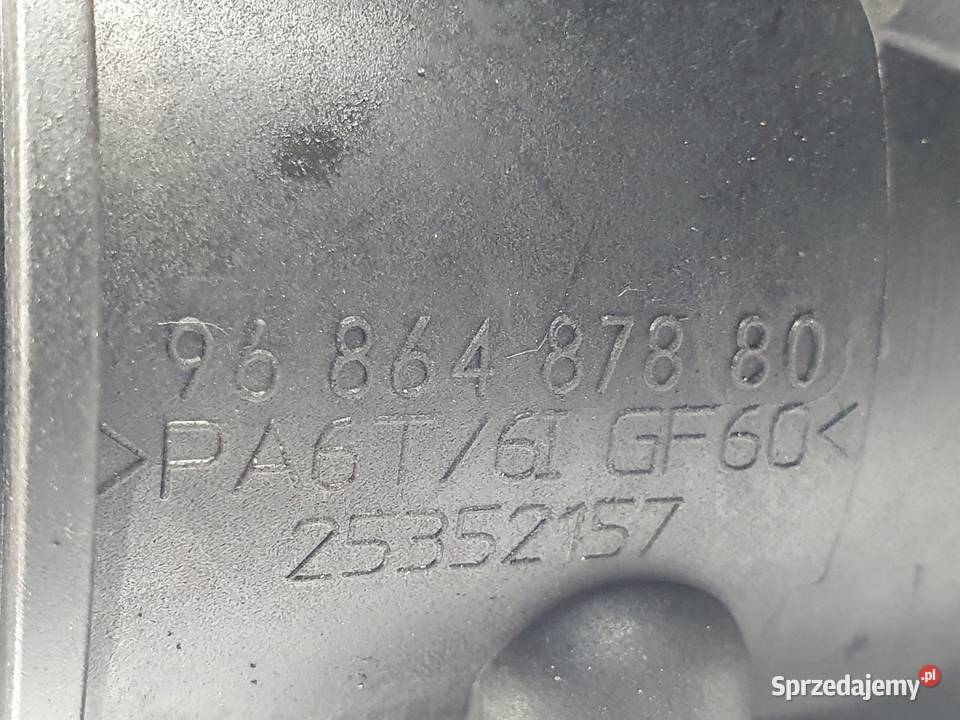 96 864 878 80
>PA6T/6I GF60<
25352157
Sprzedajemy.pl